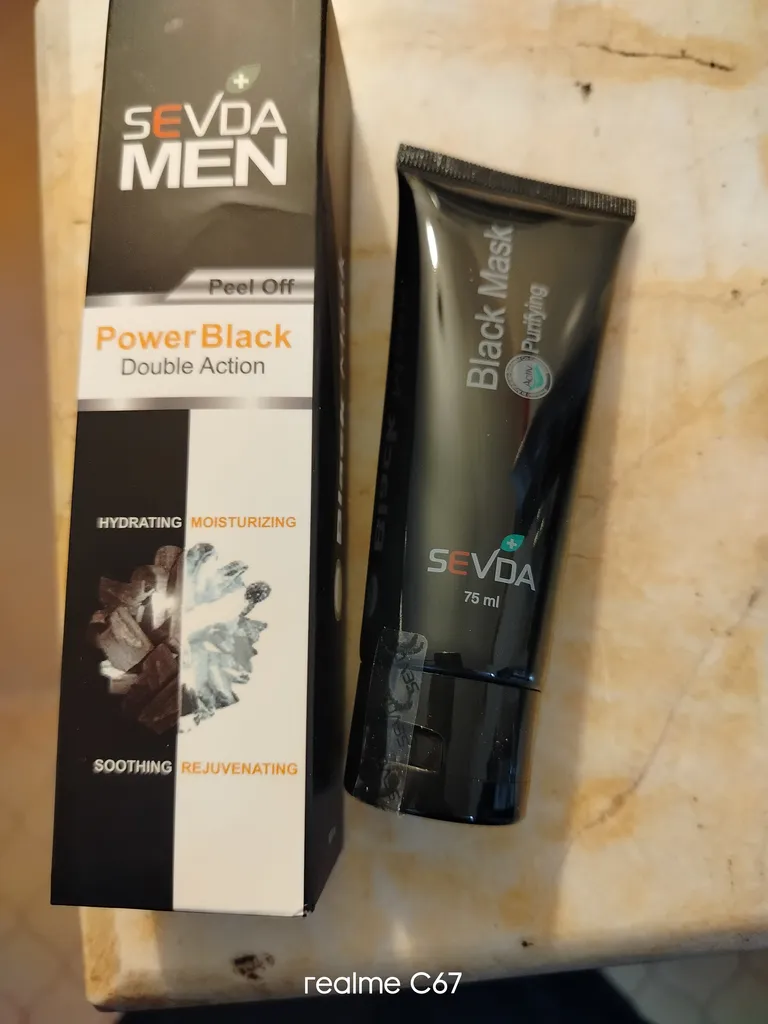 SEVDA
MEN
Peel Off
Power Black
Double Action
HYDRATING MOISTURIZING
SOOTHING REJUVENATING
Black Mask
Purifying
Activ
SEVDA
75 ml
realme C67